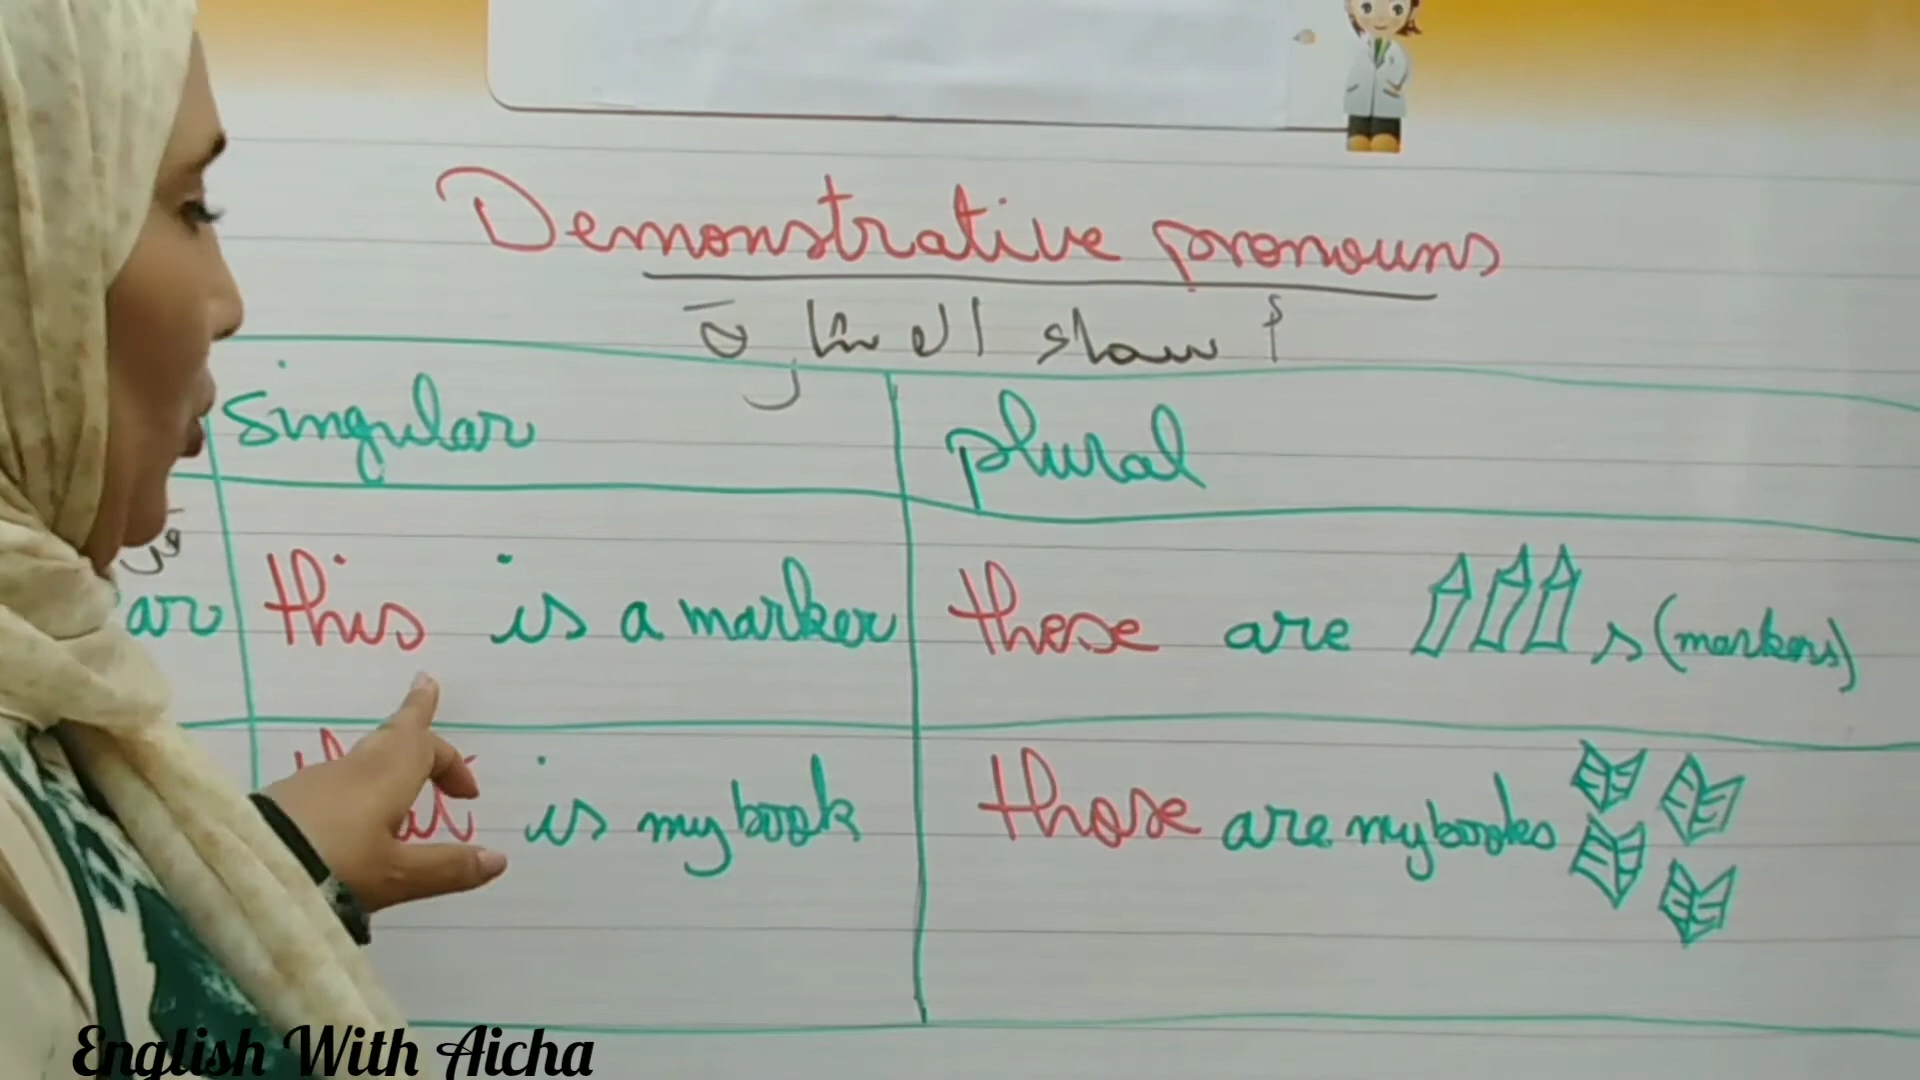 Demonstrative pronouns
أسماء الإشارة
singular plural
this is a marker these are s (markers)
that is my book those are my books
English With Aicha